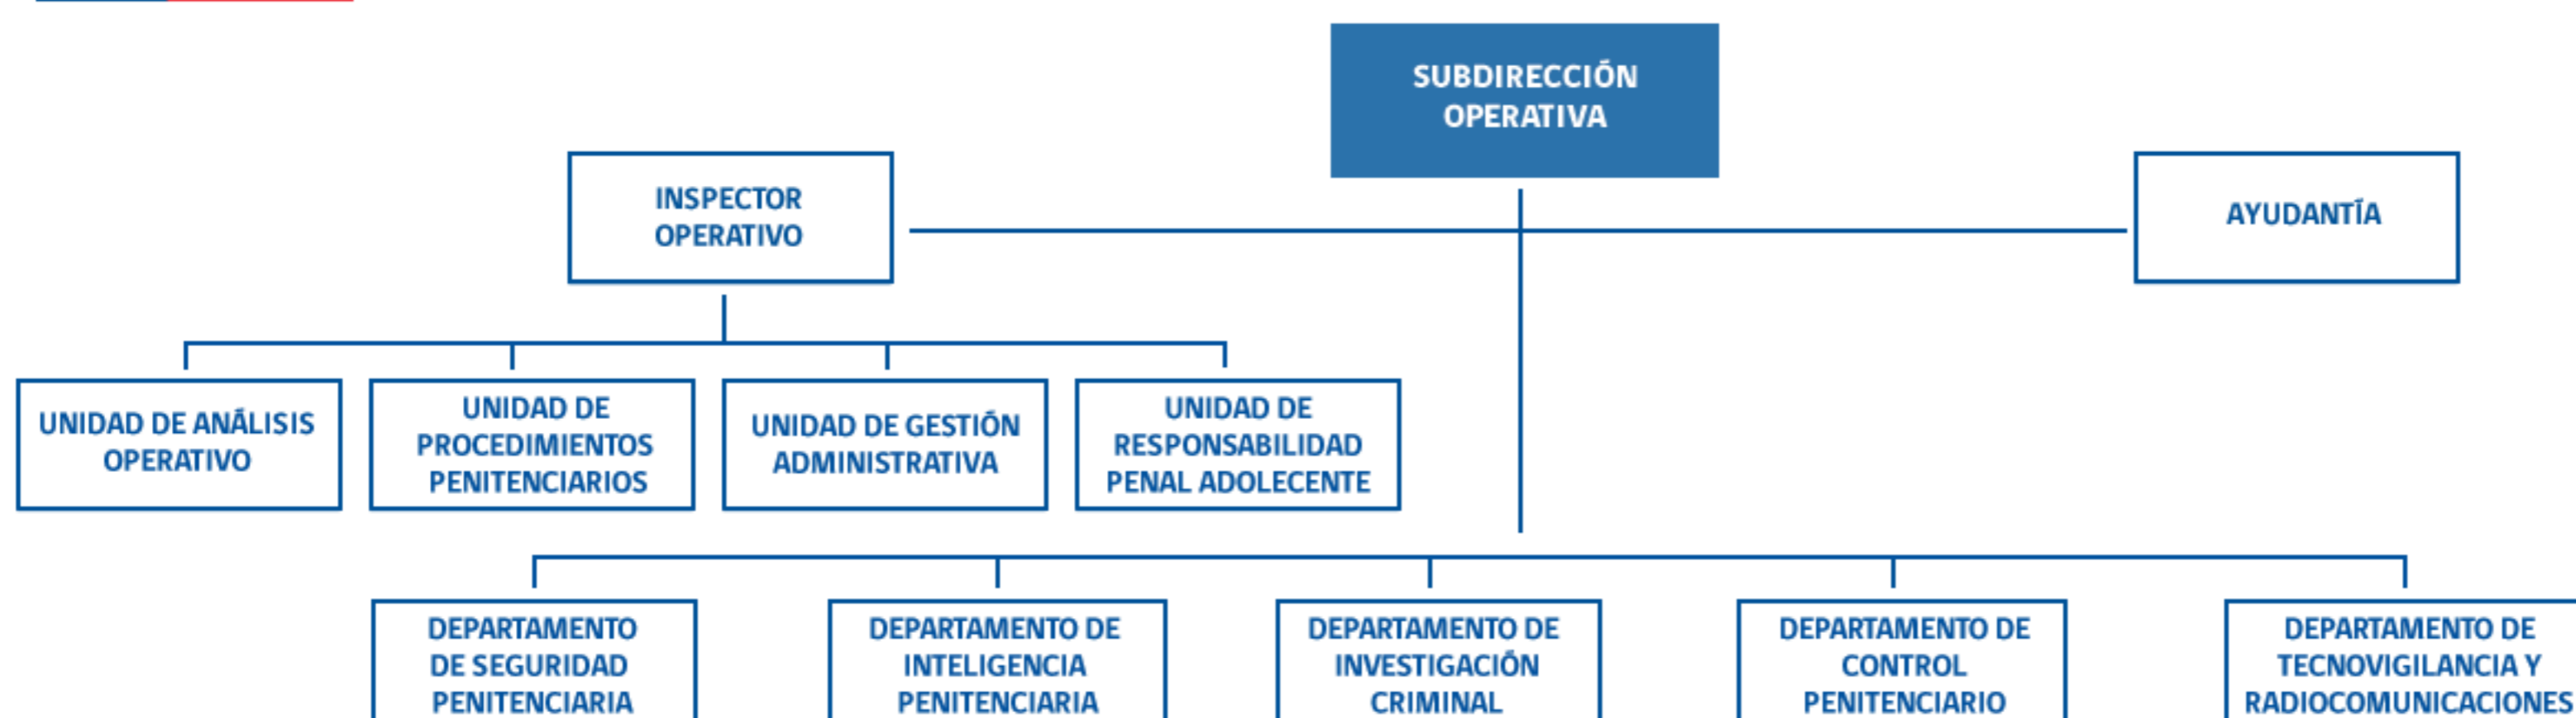 SUBDIRECCIÓN
OPERATIVA
INSPECTOR
OPERATIVO
AYUDANTÍA
UNIDAD DE ANÁLISIS
OPERATIVO
UNIDAD DE
PROCEDIMIENTOS
PENITENCIARIOS
UNIDAD DE GESTIÓN
ADMINISTRATIVA
UNIDAD DE
RESPONSABILIDAD
PENAL ADOLECENTE
DEPARTAMENTO
DE SEGURIDAD
PENITENCIARIA
DEPARTAMENTO DE
INTELIGENCIA
PENITENCIARIA
DEPARTAMENTO DE
INVESTIGACIÓN
CRIMINAL
DEPARTAMENTO DE
CONTROL
PENITENCIARIO
DEPARTAMENTO DE
TECNOVIGILANCIA Y
RADIOCOMUNICACIONES